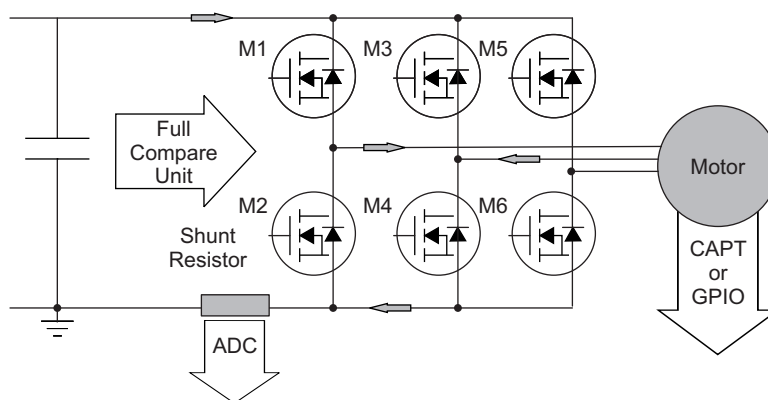 M1
M3
M5
Full
Compare
Unit
Motor
M2
M4
M6
Shunt
Resistor
CAPT
or
GPIO
ADC